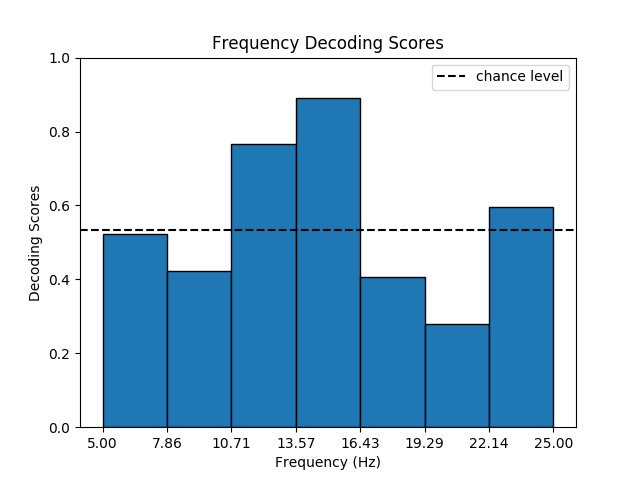 Frequency Decoding Scores
chance level
Decoding Scores
1.0
0.8
0.6
0.4
0.2
0.0
5.00 7.86 10.71 13.57 16.43 19.29 22.14 25.00
Frequency (Hz)